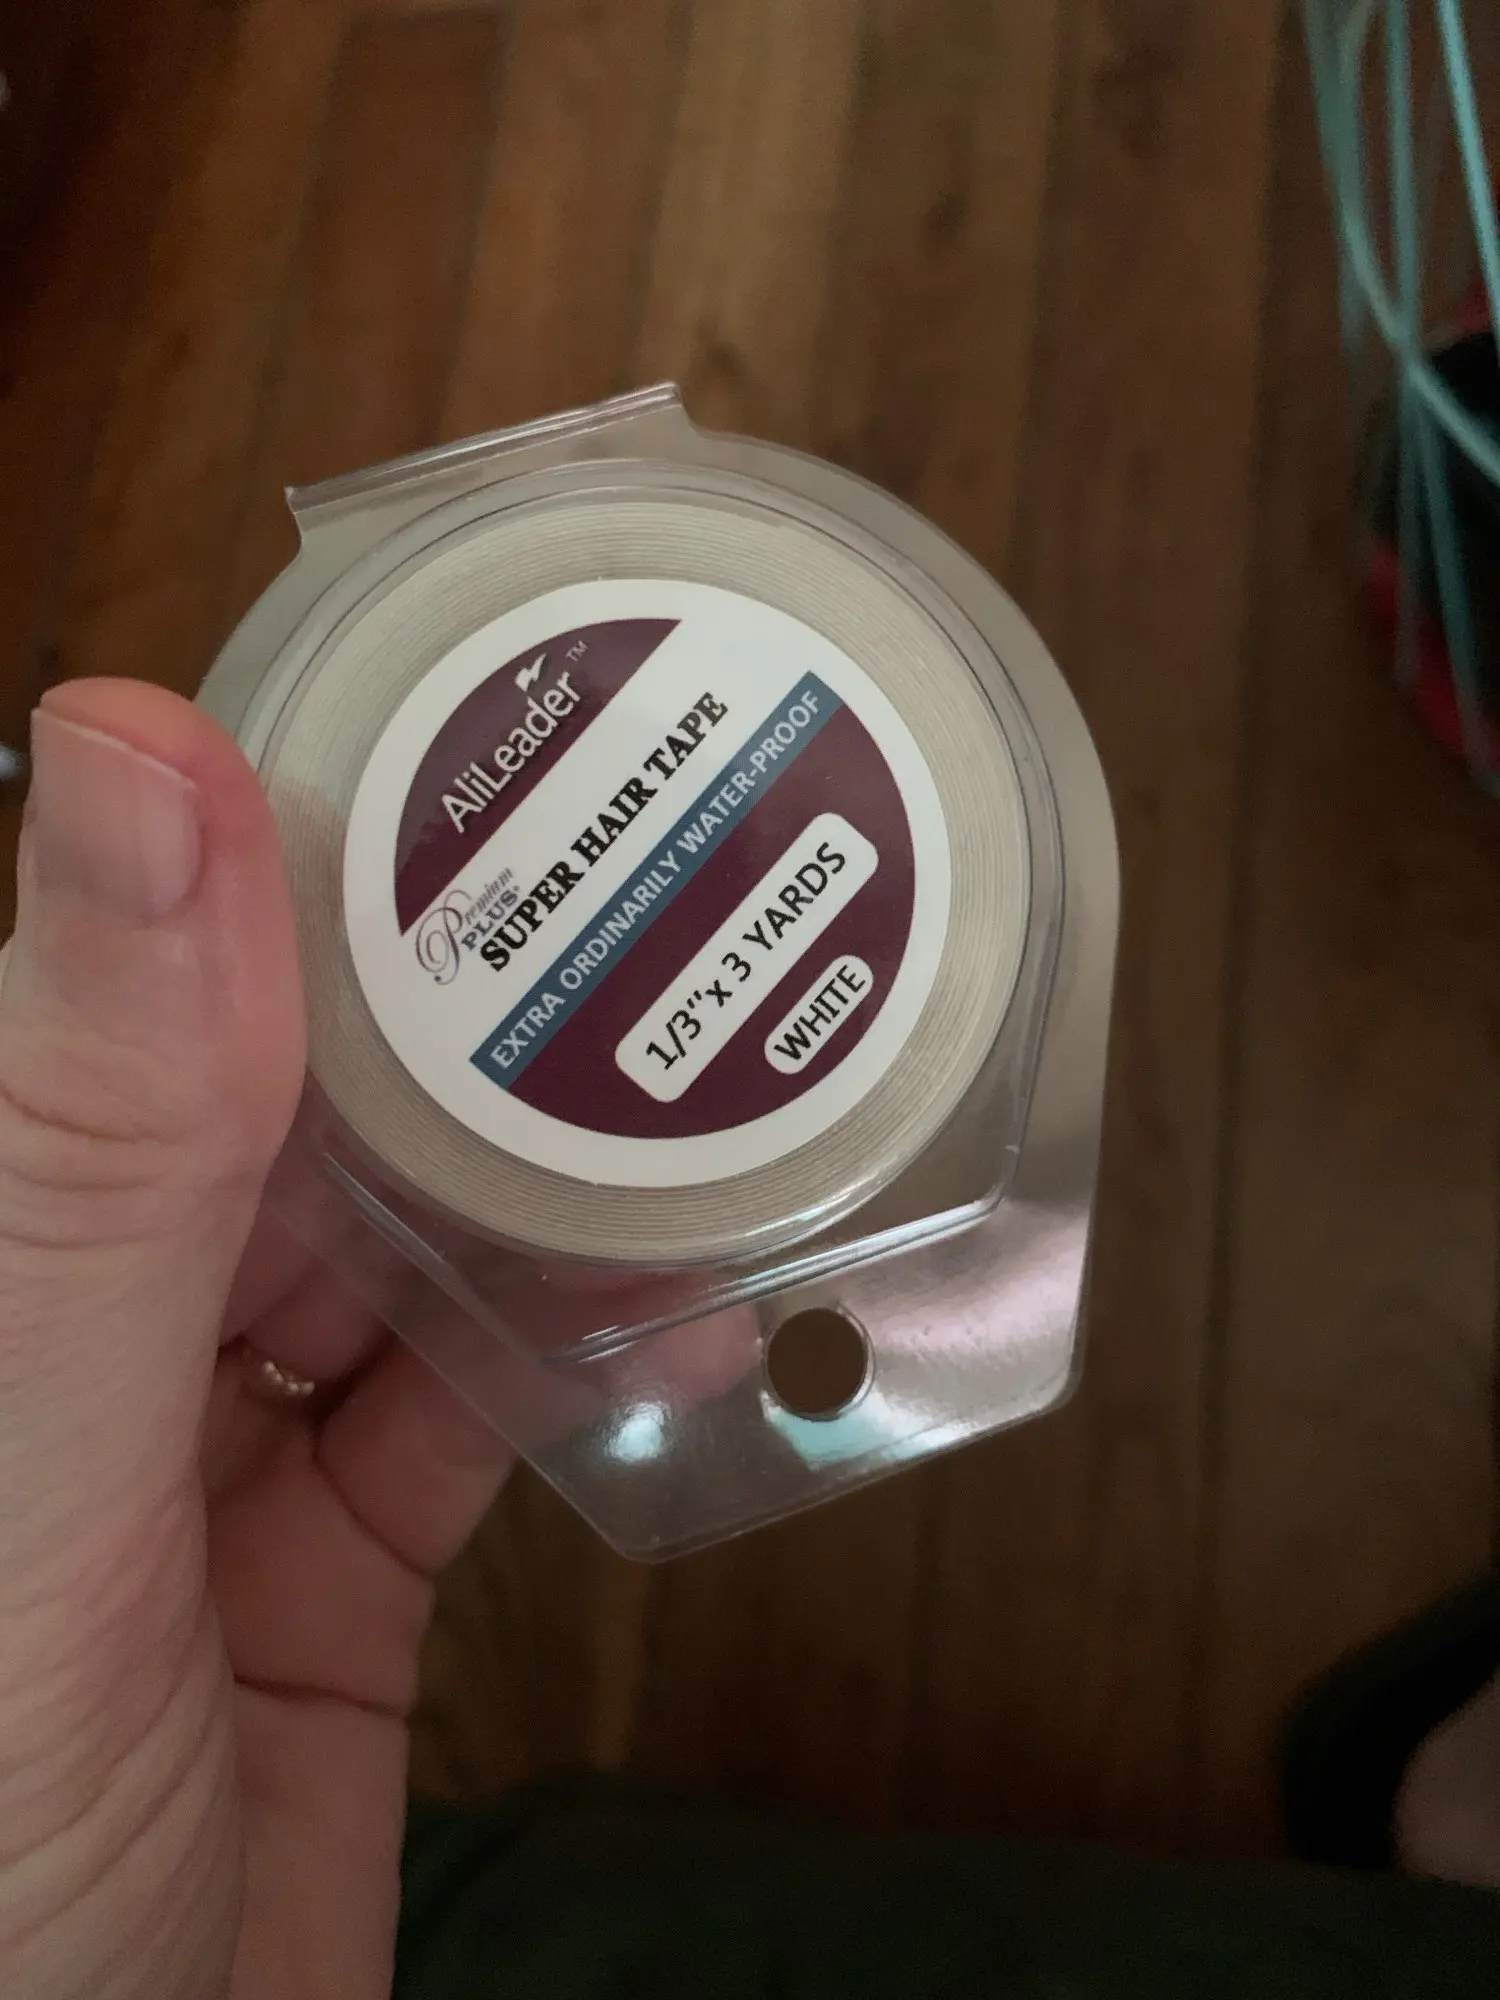 AliLeader™
Premium
PLUS®
SUPER HAIR TAPE
EXTRA ORDINARILY WATER-PROOF
1/3"x 3 YARDS
WHITE